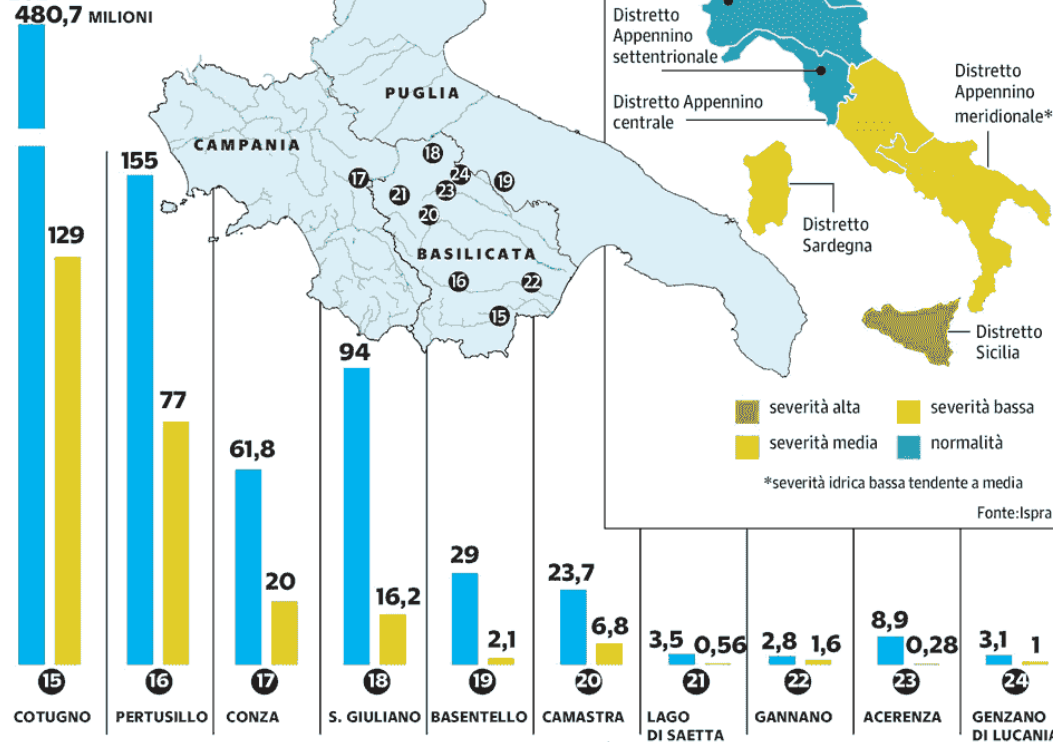 480,7 MILIONI
129
155
77
61,8
20
94
16,2
29
2,1
23,7
6,8
3,5
0,56
2,8
1,6
8,9
0,28
3,1
1
15
16
17
18
19
20
21
22
23
24
COTUGNO
PERTUSILLO
CONZA
S. GIULIANO
BASENTELLO
CAMASTRA
LAGO
DI SAETTA
GANNANO
ACERENZA
GENZANO
DI LUCANIA
PUGLIA
CAMPANIA
BASILICATA
18
17
24
19
21
23
20
16
22
15
Distretto
Appennino
settentrionale
Distretto Appennino
centrale
Distretto
Appennino
meridionale*
Distretto
Sardegna
Distretto
Sicilia
severità alta
severità bassa
severità media
normalità
*severità idrica bassa tendente a media
Fonte:Ispra